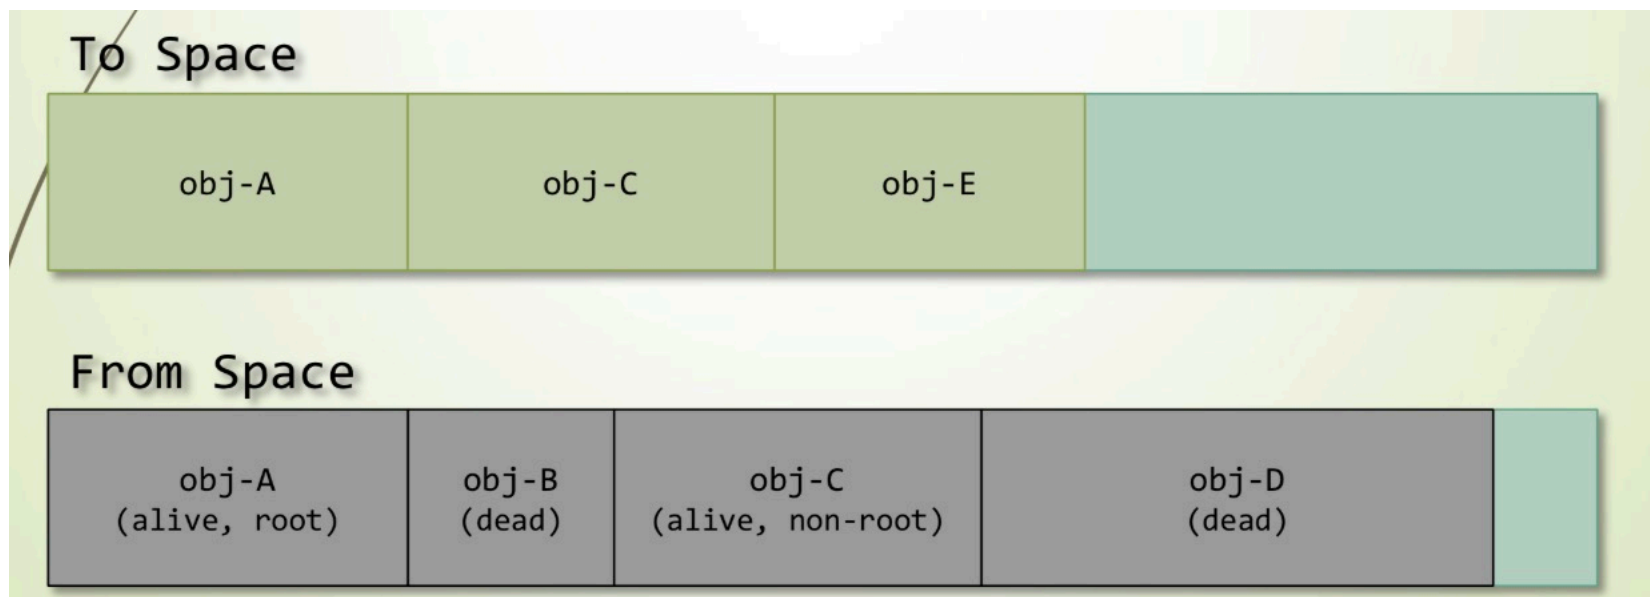 To Space
obj-A
obj-C
obj-E
From Space
obj-A
(alive, root)
obj-B
(dead)
obj-C
(alive, non-root)
obj-D
(dead)